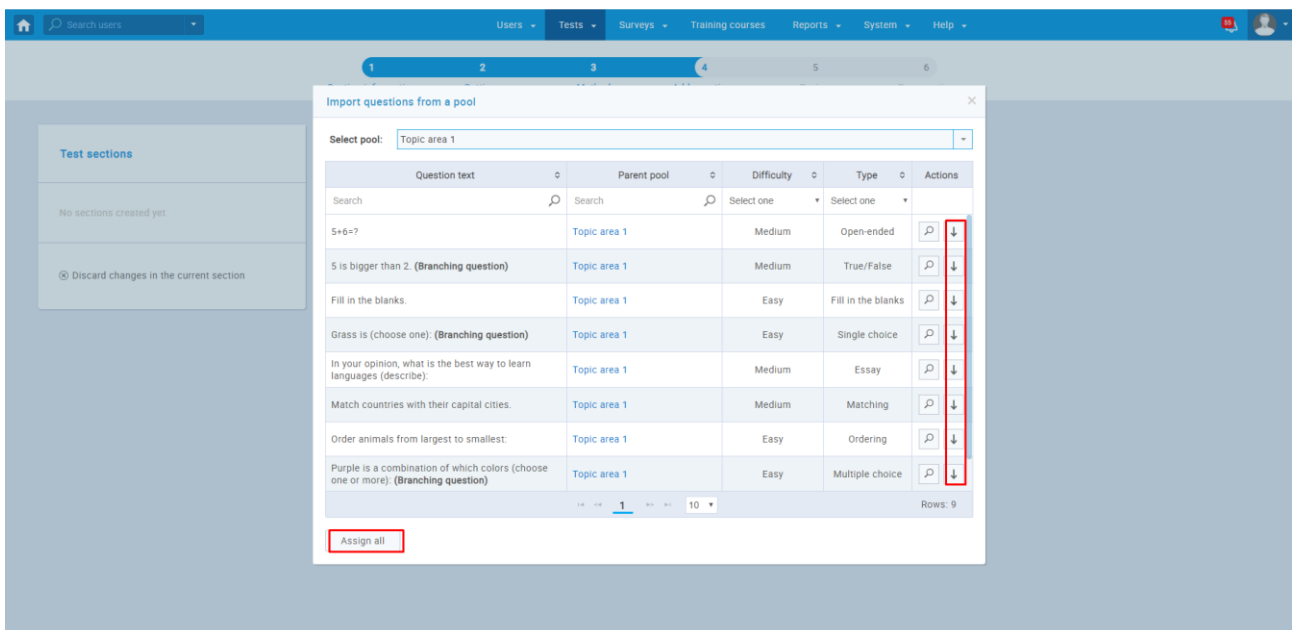 Search users
Users
Tests
Surveys
Training courses
Reports
System
Help
55
1
2
3
4
5
6
Import questions from a pool
Select pool:
Topic area 1
Test sections
No sections created yet
Discard changes in the current section
Question text
Parent pool
Difficulty
Type
Actions
Search
Search
Select one
Select one
5+6=?
Topic area 1
Medium
Open-ended
5 is bigger than 2. (Branching question)
Topic area 1
Medium
True/False
Fill in the blanks.
Topic area 1
Easy
Fill in the blanks
Grass is (choose one): (Branching question)
Topic area 1
Easy
Single choice
In your opinion, what is the best way to learn
languages (describe):
Topic area 1
Medium
Essay
Match countries with their capital cities.
Topic area 1
Medium
Matching
Order animals from largest to smallest:
Topic area 1
Easy
Ordering
Purple is a combination of which colors (choose
one or more): (Branching question)
Topic area 1
Easy
Multiple choice
1
10
Rows: 9
Assign all